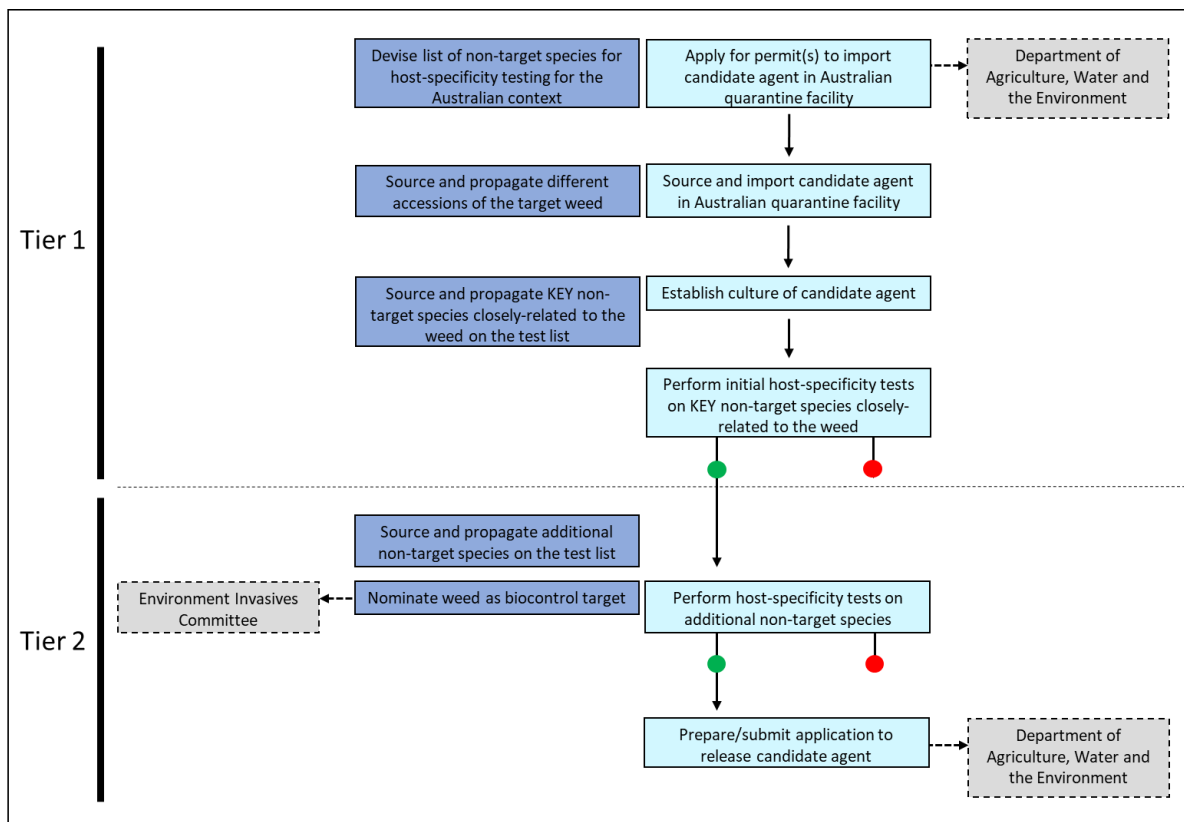 Devise list of non-target species for
host-specificity testing for the
Australian context
Apply for permit(s) to import
candidate agent in Australian
quarantine facility
Department of
Agriculture, Water and
the Environment
Source and propagate different
accessions of the target weed
Source and import candidate agent
in Australian quarantine facility
Tier 1
Source and propagate KEY non-
target species closely-related to the
weed on the test list
Establish culture of candidate agent
Perform initial host-specificity tests
on KEY non-target species closely-
related to the weed
Source and propagate additional
non-target species on the test list
Environment Invasives
Committee
Nominate weed as biocontrol target
Perform host-specificity tests on
additional non-target species
Tier 2
Prepare/submit application to
release candidate agent
Department of
Agriculture, Water and
the Environment